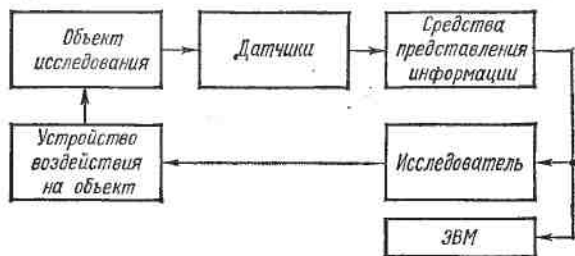 Объект
исследования
Датчики
Средства
представления
информации
Устройство
воздействия
на объект
Исследователь
ЭВМ